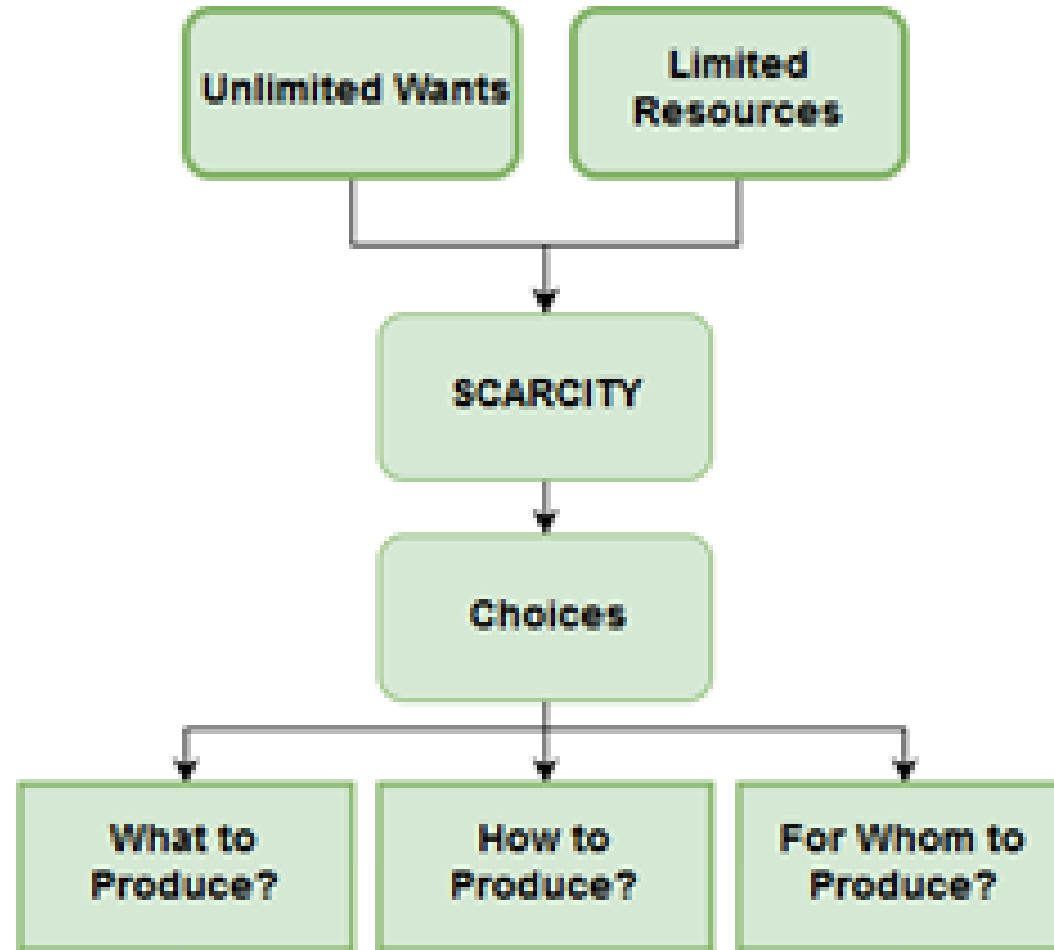 Unlimited Wants
Limited
Resources
SCARCITY
Choices
What to
Produce?
How to
Produce?
For Whom to
Produce?